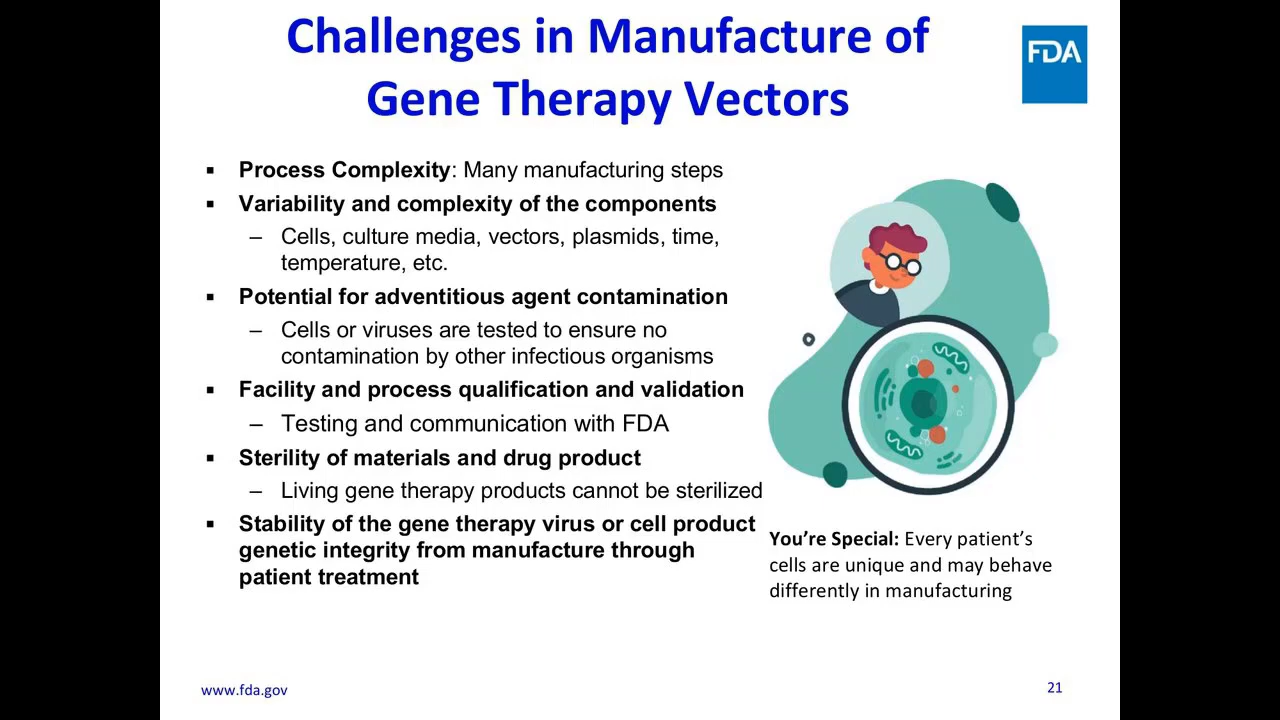 Challenges in Manufacture of
Gene Therapy Vectors
FDA
▪ Process Complexity: Many manufacturing steps
▪ Variability and complexity of the components
– Cells, culture media, vectors, plasmids, time,
temperature, etc.
▪ Potential for adventitious agent contamination
– Cells or viruses are tested to ensure no
contamination by other infectious organisms
▪ Facility and process qualification and validation
– Testing and communication with FDA
▪ Sterility of materials and drug product
– Living gene therapy products cannot be sterilized
▪ Stability of the gene therapy virus or cell product
genetic integrity from manufacture through
patient treatment
You’re Special: Every patient’s
cells are unique and may behave
differently in manufacturing
www.fda.gov
21